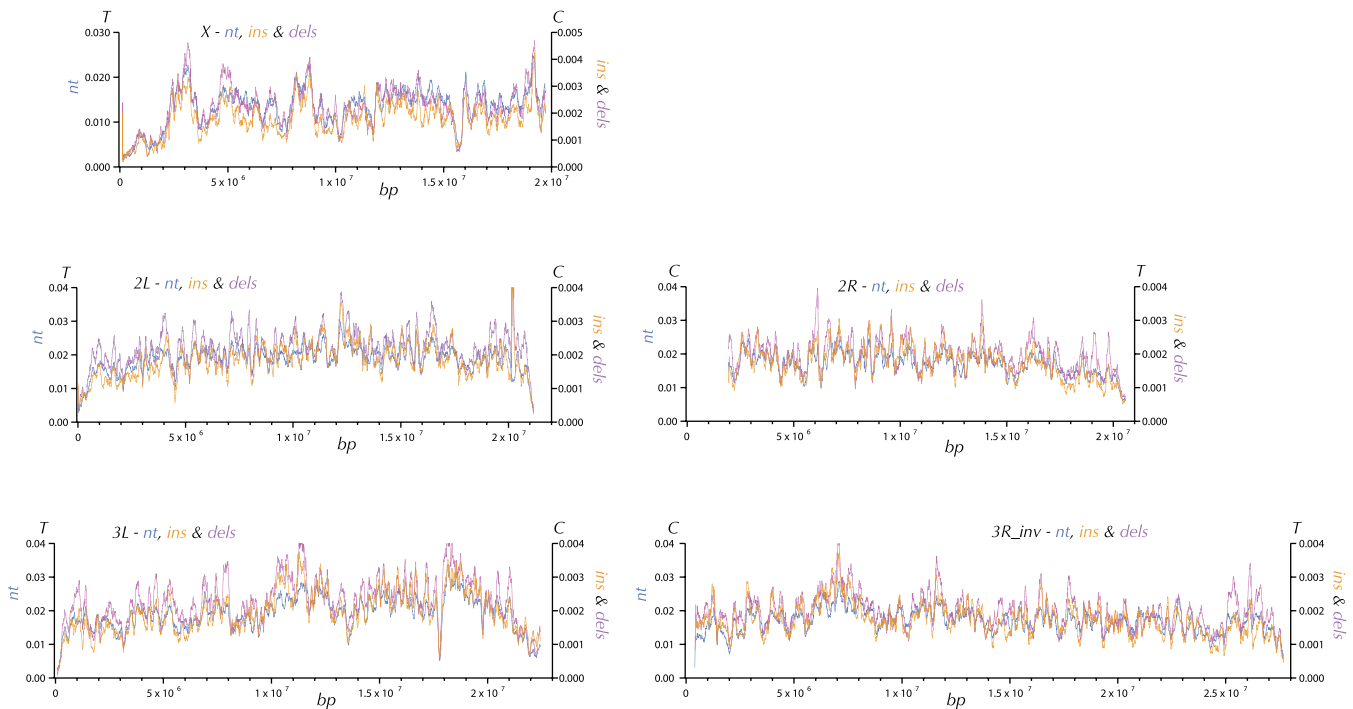 T
C
X - nt, ins & dels
0.030
0.020
0.010
0.000
nt
0.005
0.004
0.003
0.002
0.001
0.000
ins & dels
0
5 x 10 6
1 x 10 7
1.5 x 10 7
2 x 10 7
bp
T
C
2L - nt, ins & dels
0.04
0.03
0.02
0.01
0.00
nt
0.004
0.003
0.002
0.001
0.000
ins & dels
0
5 x 10 6
1 x 10 7
1.5 x 10 7
2 x 10 7
bp
C
T
2R - nt, ins & dels
0.04
0.03
0.02
0.01
0.00
nt
0.004
0.003
0.002
0.001
0.000
ins & dels
0
5 x 10 6
1 x 10 7
1.5 x 10 7
2 x 10 7
bp
T
C
3L - nt, ins & dels
0.04
0.03
0.02
0.01
0.00
nt
0.004
0.003
0.002
0.001
0.000
ins & dels
0
5 x 10 6
1 x 10 7
1.5 x 10 7
2 x 10 7
bp
C
T
3R_inv - nt, ins & dels
0.04
0.03
0.02
0.01
0.00
nt
0.004
0.003
0.002
0.001
0.000
ins & dels
0
5 x 10 6
1 x 10 7
1.5 x 10 7
2 x 10 7
2.5 x 10 7
bp